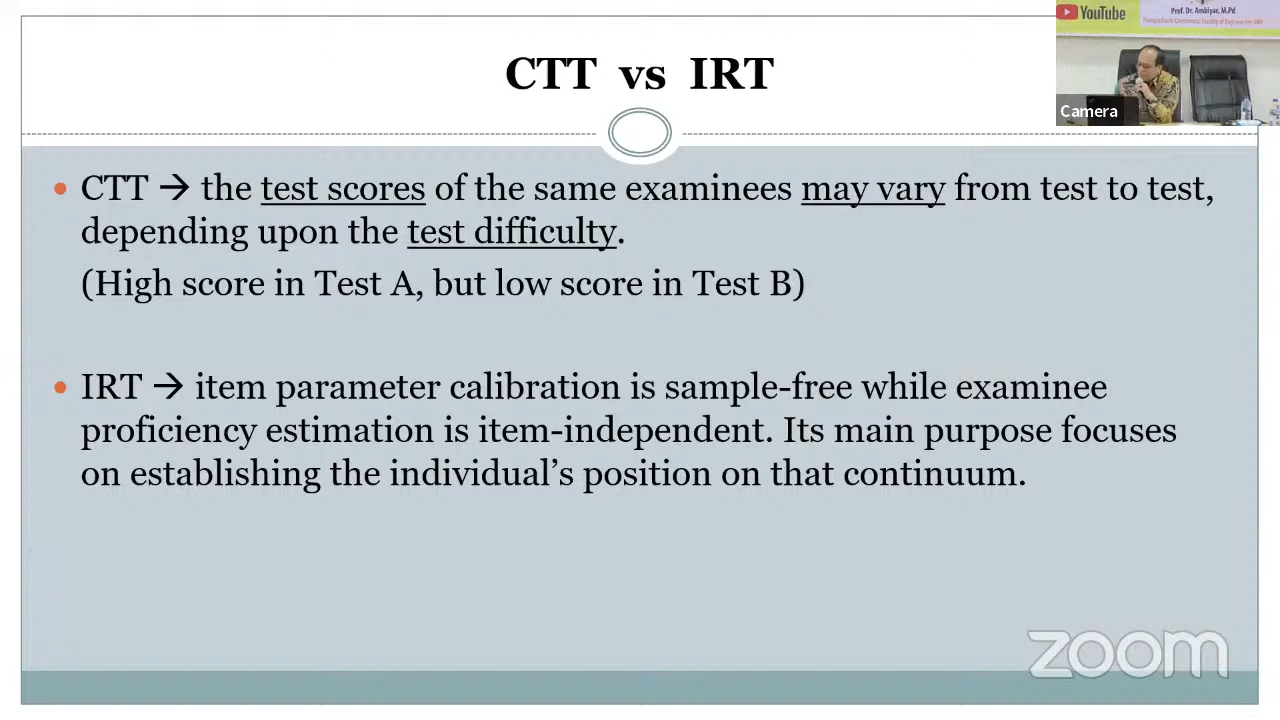 CTT vs IRT
YouTube
Prof. Dr. Ambiyar, M.Pd
Camera
• CTT → the test scores of the same examinees may vary from test to test,
depending upon the test difficulty.
(High score in Test A, but low score in Test B)
• IRT → item parameter calibration is sample-free while examinee
proficiency estimation is item-independent. Its main purpose focuses
on establishing the individual’s position on that continuum.
zoom